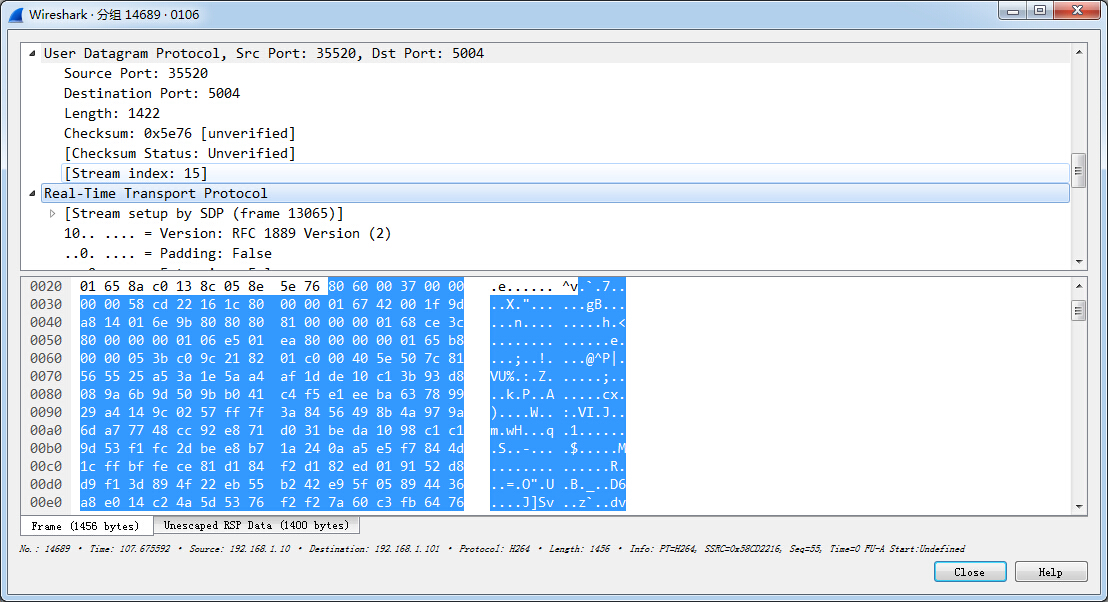 Wireshark · 分组 14689 · 0106
User Datagram Protocol, Src Port: 35520, Dst Port: 5004
Source Port: 35520
Destination Port: 5004
Length: 1422
Checksum: 0x5e76 [unverified]
[Checksum Status: Unverified]
[Stream index: 15]
Real-Time Transport Protocol
[Stream setup by SDP (frame 13065)]
10.. .... = Version: RFC 1889 Version (2)
..0. .... = Padding: False
0020 01 65 8a c0 13 8c 05 8e 5e 76 80 60 00 37 00 00 .e...... ^v.`.7..
0030 00 00 58 cd 22 16 1c 80 00 00 01 67 42 00 1f 9d ..X."... ...gB...
0040 a8 14 01 6e 9b 80 80 80 81 00 00 00 01 68 ce 3c ...n.... .....h.<
0050 80 00 00 00 01 06 e5 01 ea 80 00 00 00 01 65 b8 ........ ......e.
0060 00 00 05 3b c0 9c 21 82 01 c0 00 40 5e 50 7c 81 ...;..!. ...@^P|.
0070 56 55 25 a5 3a 1e 5a a4 af 1d de 10 c1 3b 93 d8 VU%.:.Z. .....;..
0080 08 9a 6b 9d 50 9b b0 41 c4 f5 e1 ee ba 63 78 99 ..k.P..A .....cx.
0090 29 a4 14 9c 02 57 ff 7f 3a 84 56 49 8b 4a 97 9a )....W.. :.VI.J..
00a0 6d a7 77 48 cc 92 e8 71 d0 31 be da 10 98 c1 c1 m.wH...q .1......
00b0 9d 53 f1 fc 2d be e8 b7 1a 24 0a a5 e5 f7 84 4d .S..-... .$.....M
00c0 1c ff bf fe ce 81 d1 84 f2 d1 82 ed 01 91 52 d8 ........ ......R.
00d0 d9 f1 3d 89 4f 22 eb 55 b2 42 e9 5f 05 89 44 36 ..=.O".U .B._..D6
00e0 a8 e0 14 c2 4a 5d 53 76 f2 f2 7a 60 c3 fb 64 76 ....J]Sv ..z`..dv
Frame (1456 bytes) Unescaped RSP Data (1400 bytes)
No.: 14689 · Time: 107.675592 · Source: 192.168.1.10 · Destination: 192.168.1.101 · Protocol: H264 · Length: 1456 · Info: PT=H264, SSRC=0x58CD2216, Seq=55, Time=0 FU-A Start:Undefined
Close Help